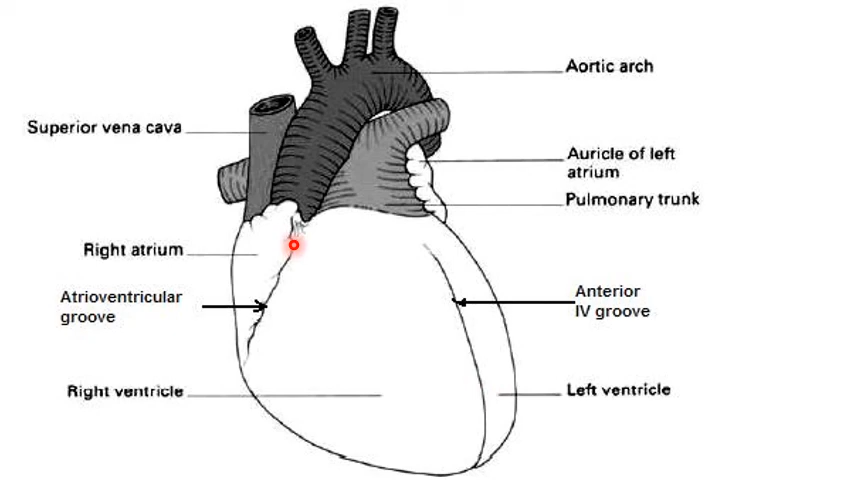 Aortic arch
Superior vena cava
Auricle of left
atrium
Pulmonary trunk
Right atrium
Atrioventricular
groove
Anterior
IV groove
Right ventricle
Left ventricle